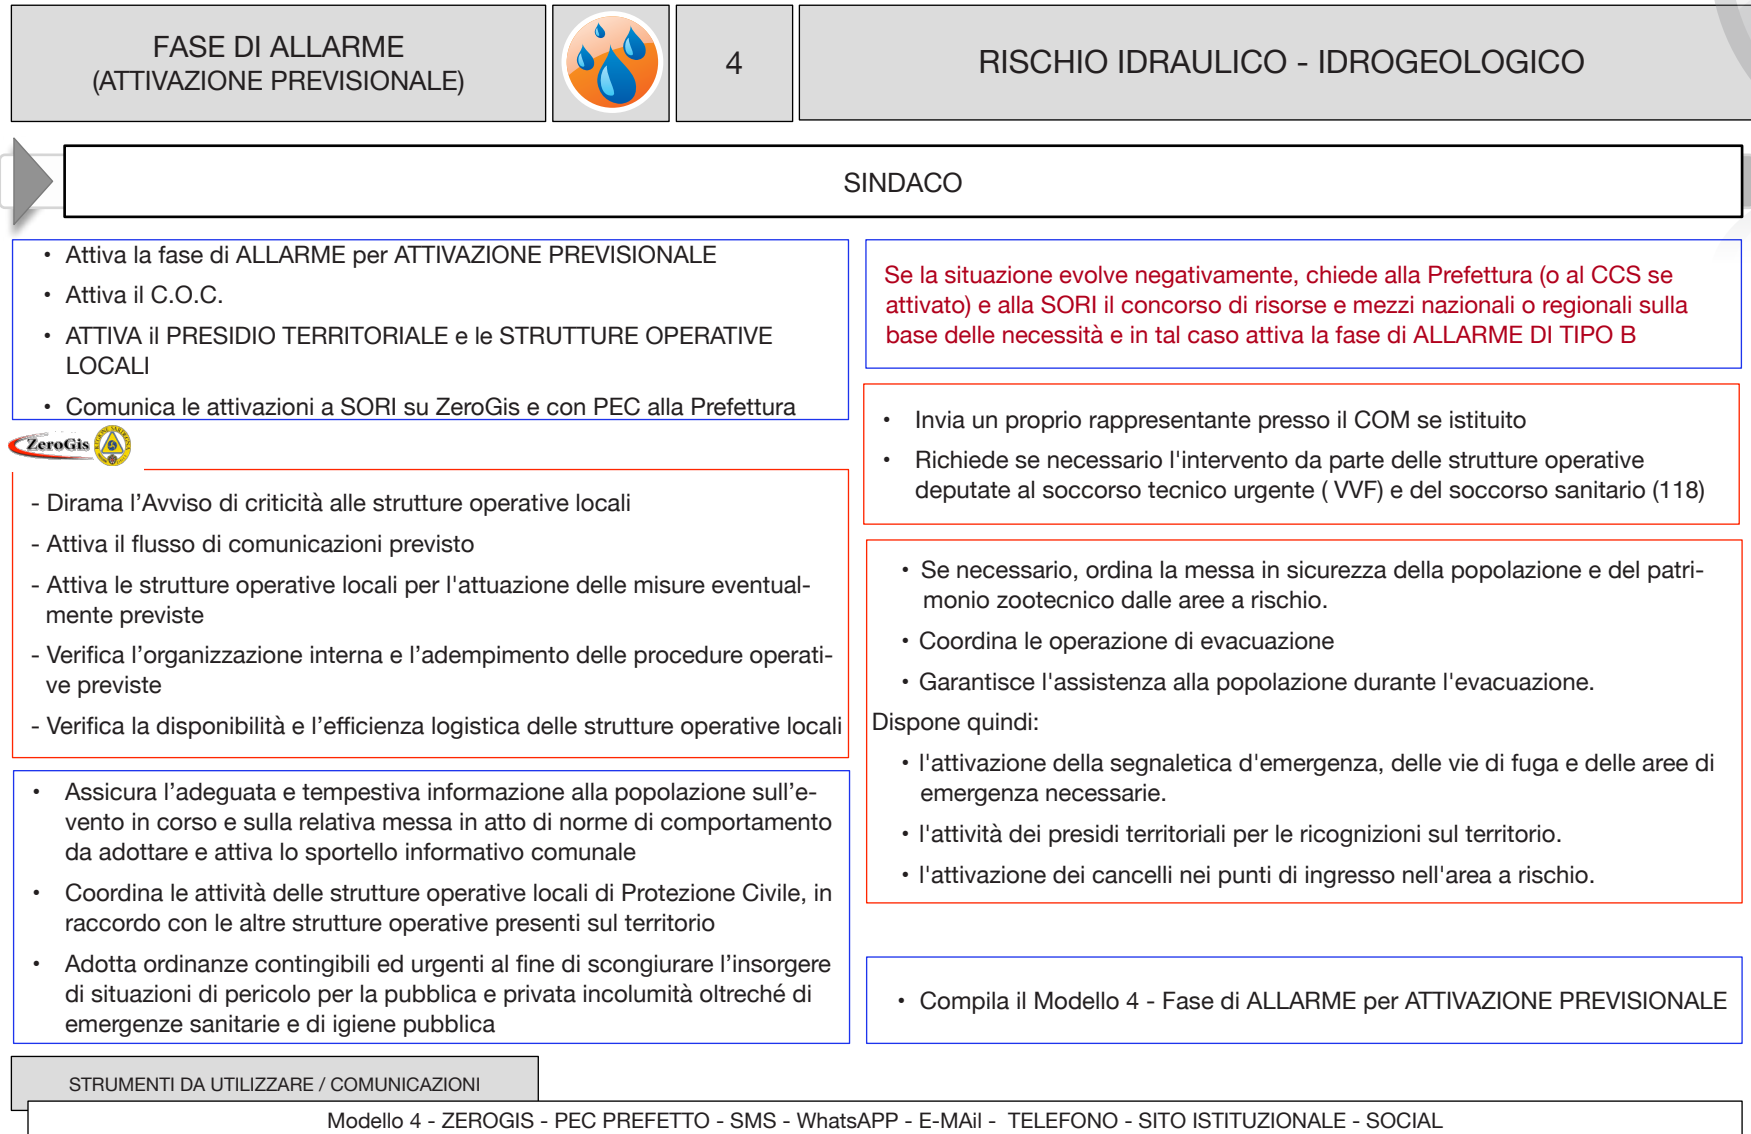 FASE DI ALLARME
(ATTIVAZIONE PREVISIONALE)
4
RISCHIO IDRAULICO - IDROGEOLOGICO
SINDACO
• Attiva la fase di ALLARME per ATTIVAZIONE PREVISIONALE
• Attiva il C.O.C.
• ATTIVA il PRESIDIO TERRITORIALE e le STRUTTURE OPERATIVE
LOCALI
• Comunica le attivazioni a SORI su ZeroGis e con PEC alla Prefettura
ZeroGis
- Dirama l’Avviso di criticità alle strutture operative locali
- Attiva il flusso di comunicazioni previsto
- Attiva le strutture operative locali per l'attuazione delle misure eventual-
mente previste
- Verifica l’organizzazione interna e l’adempimento delle procedure operati-
ve previste
- Verifica la disponibilità e l’efficienza logistica delle strutture operative locali
• Assicura l’adeguata e tempestiva informazione alla popolazione sull’e-
vento in corso e sulla relativa messa in atto di norme di comportamento
da adottare e attiva lo sportello informativo comunale
• Coordina le attività delle strutture operative locali di Protezione Civile, in
raccordo con le altre strutture operative presenti sul territorio
• Adotta ordinanze contingibili ed urgenti al fine di scongiurare l’insorgere
di situazioni di pericolo per la pubblica e privata incolumità oltreché di
emergenze sanitarie e di igiene pubblica
Se la situazione evolve negativamente, chiede alla Prefettura (o al CCS se
attivato) e alla SORI il concorso di risorse e mezzi nazionali o regionali sulla
base delle necessità e in tal caso attiva la fase di ALLARME DI TIPO B
• Invia un proprio rappresentante presso il COM se istituito
• Richiede se necessario l'intervento da parte delle strutture operative
deputate al soccorso tecnico urgente ( VVF) e del soccorso sanitario (118)
• Se necessario, ordina la messa in sicurezza della popolazione e del patri-
monio zootecnico dalle aree a rischio.
• Coordina le operazione di evacuazione
• Garantisce l'assistenza alla popolazione durante l'evacuazione.
Dispone quindi:
• l'attivazione della segnaletica d'emergenza, delle vie di fuga e delle aree di
emergenza necessarie.
• l'attività dei presidi territoriali per le ricognizioni sul territorio.
• l'attivazione dei cancelli nei punti di ingresso nell'area a rischio.
• Compila il Modello 4 - Fase di ALLARME per ATTIVAZIONE PREVISIONALE
STRUMENTI DA UTILIZZARE / COMUNICAZIONI
Modello 4 - ZEROGIS - PEC PREFETTO - SMS - WhatsAPP - E-MAil - TELEFONO - SITO ISTITUZIONALE - SOCIAL